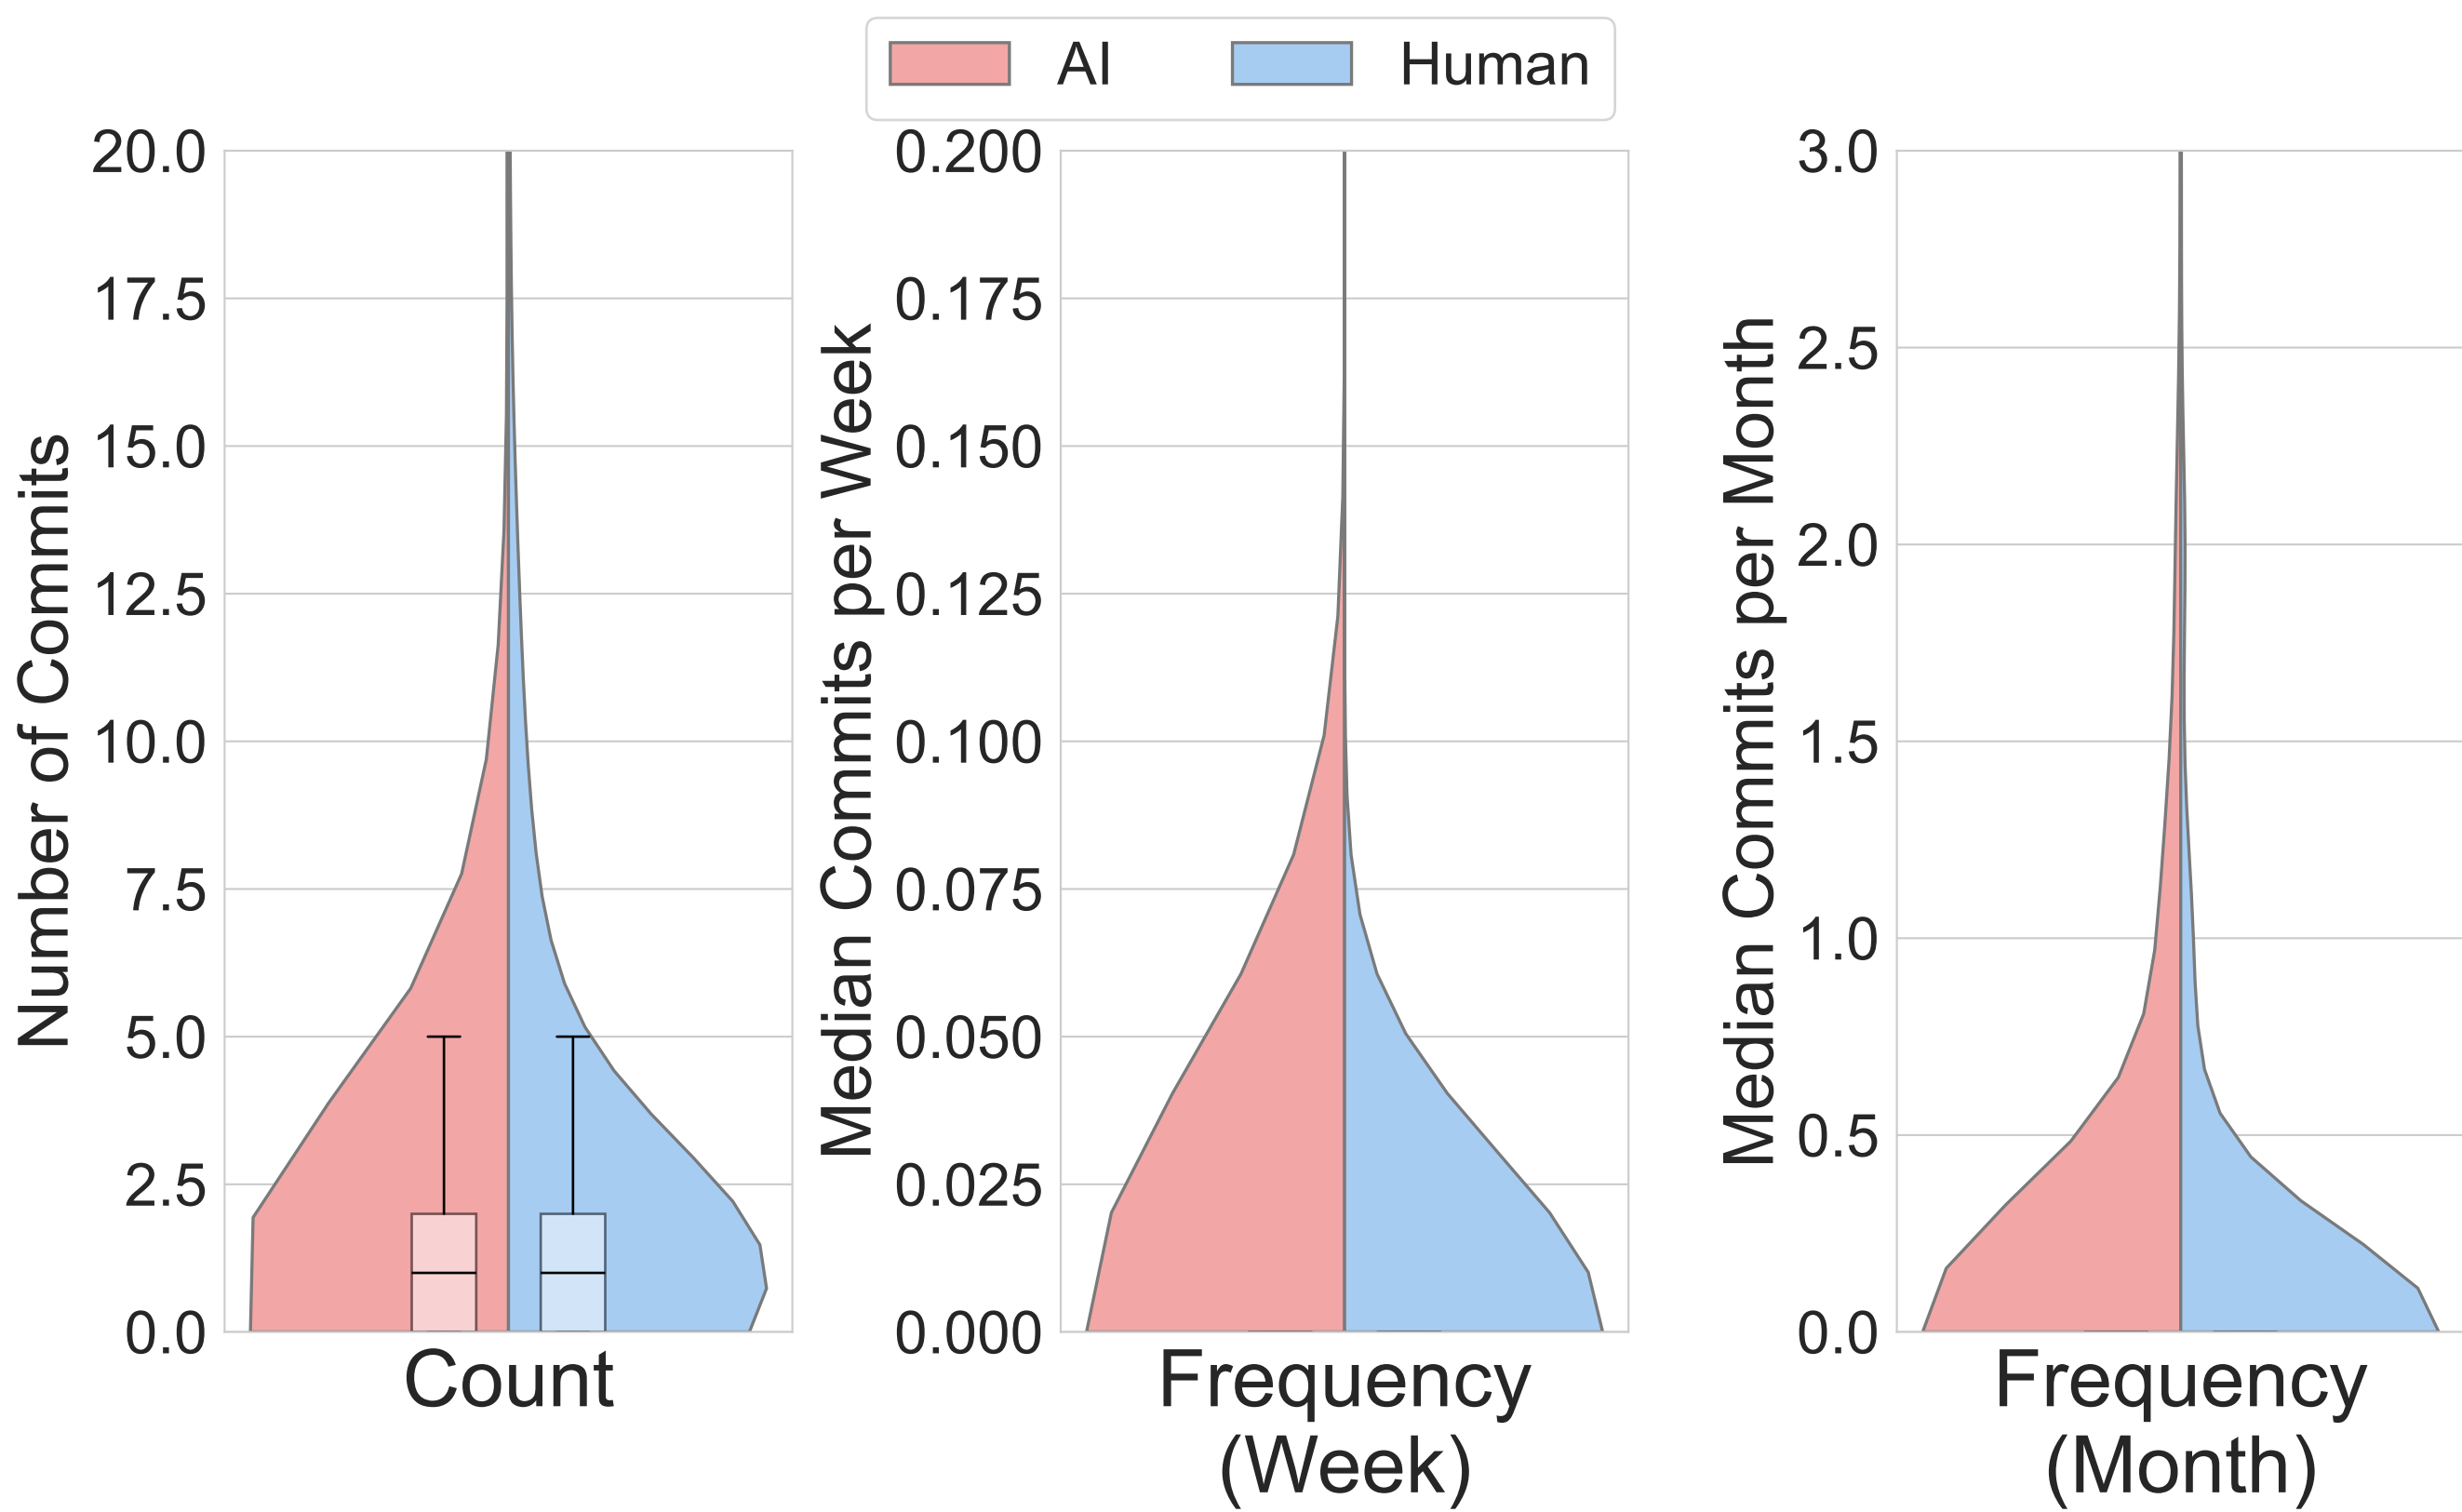 AI Human
Number of Commits
20.0
17.5
15.0
12.5
10.0
7.5
5.0
2.5
0.0
Count
Median Commits per Week
0.200
0.175
0.150
0.125
0.100
0.075
0.050
0.025
0.000
Frequency
(Week)
Median Commits per Month
3.0
2.5
2.0
1.5
1.0
0.5
0.0
Frequency
(Month)